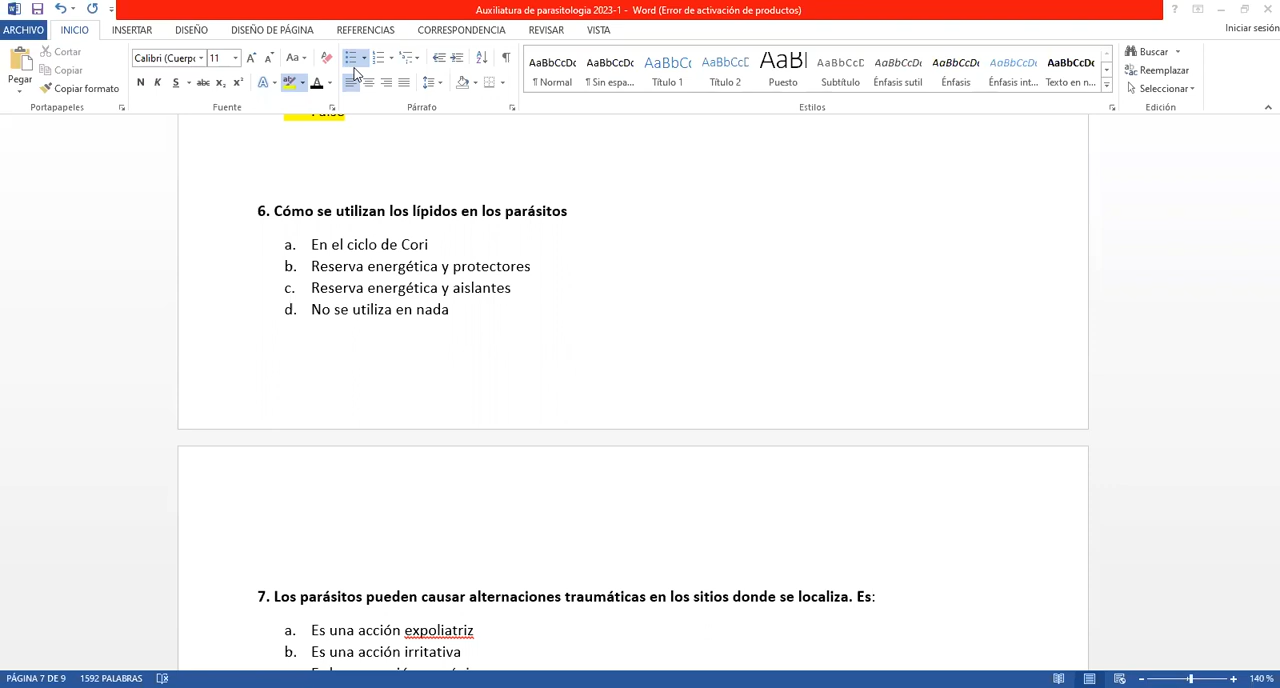 Auxiliatura de parasitologia 2023-1 - Word (Error de activación de productos)
?
ARCHIVO INICIO INSERTAR DISEÑO DISEÑO DE PÁGINA REFERENCIAS CORRESPONDENCIA REVISAR VISTA Iniciar sesión
Pegar
Cortar
Copiar
Copiar formato
Portapapeles
Calibri (Cuerpo 11
N K S abc x₂ x²
Aa
A
Fuente
Párrafo
AaBbCcDc AaBbCcDc AaBbCc AaBbCcD AaBl AaBbCcD AaBbCcDc AaBbCcDc AaBbCcDc AaBbCcDc
¶ Normal ¶ Sin espa... Título 1 Título 2 Puesto Subtítulo Énfasis sutil Énfasis Énfasis int... Texto en n...
Estilos
Buscar
Reemplazar
Seleccionar
Edición
6. Cómo se utilizan los lípidos en los parásitos
a. En el ciclo de Cori
b. Reserva energética y protectores
c. Reserva energética y aislantes
d. No se utiliza en nada
7. Los parásitos pueden causar alternaciones traumáticas en los sitios donde se localiza. Es:
a. Es una acción expoliatriz
b. Es una acción irritativa
PÁGINA 7 DE 9 1592 PALABRAS 140 %